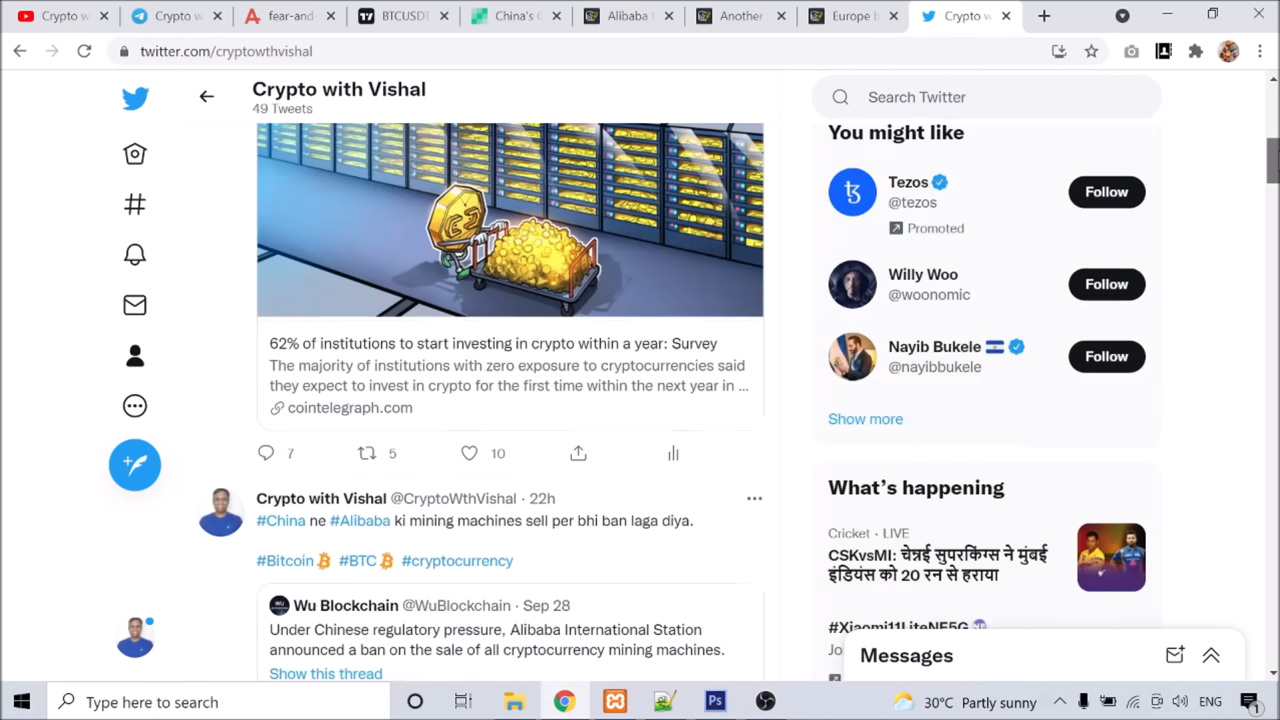 Crypto w
Crypto w
fear-and-
BTCUSDT
China's C
Alibaba s
Another
Europe b
Crypto w
twitter.com/cryptowthvishal
Crypto with Vishal
49 Tweets
Search Twitter
62% of institutions to start investing in crypto within a year: Survey
The majority of institutions with zero exposure to cryptocurrencies said
they expect to invest in crypto for the first time within the next year in ...
cointelegraph.com
7
5
10
Crypto with Vishal @CryptoWthVishal · 22h
#China ne #Alibaba ki mining machines sell per bhi ban laga diya.
#Bitcoin #BTC #cryptocurrency
Wu Blockchain @WuBlockchain · Sep 28
Under Chinese regulatory pressure, Alibaba International Station
announced a ban on the sale of all cryptocurrency mining machines.
Show this thread
You might like
Tezos
@tezos
Promoted
Follow
Willy Woo
@woonomic
Follow
Nayib Bukele
@nayibbukele
Follow
Show more
What's happening
Cricket · LIVE
CSKvsMI: चेन्नई सुपरकिंग्स ने मुंबई
इंडियंस को 20 रन से हराया
#Xiaomi11LiteNE5G
Messages
Type here to search
30°C Partly sunny
ENG
1